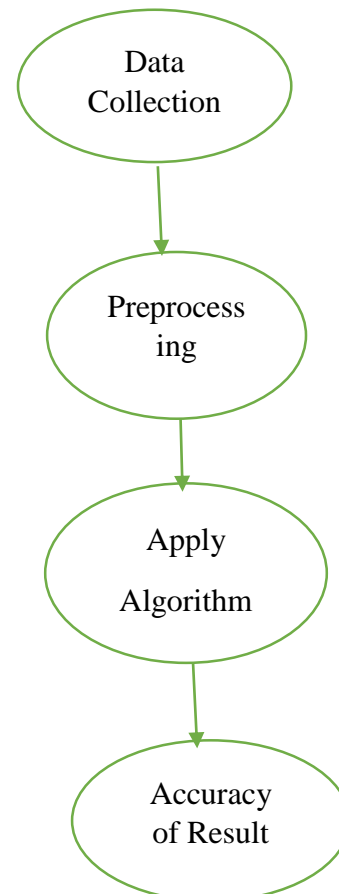 Data
Collection
Preprocess
ing
Apply
Algorithm
Accuracy
of Result